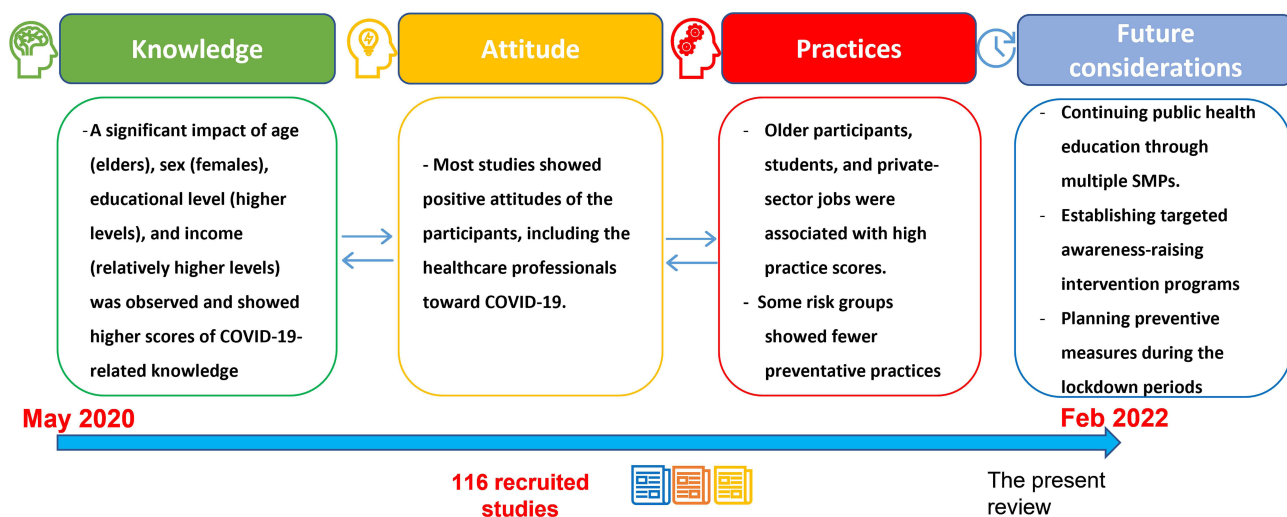 Knowledge
- A significant impact of age
(elders), sex (females),
educational level (higher
levels), and income
(relatively higher levels)
was observed and showed
higher scores of COVID-19-
related knowledge
Attitude
- Most studies showed
positive attitudes of the
participants, including the
healthcare professionals
toward COVID-19.
Practices
- Older participants,
students, and private-
sector jobs were
associated with high
practice scores.
- Some risk groups
showed fewer
preventative practices
Future
considerations
- Continuing public health
education through
multiple SMPs.
- Establishing targeted
awareness-raising
intervention programs
- Planning preventive
measures during the
lockdown periods
May 2020
Feb 2022
116 recruited
studies
The present
review